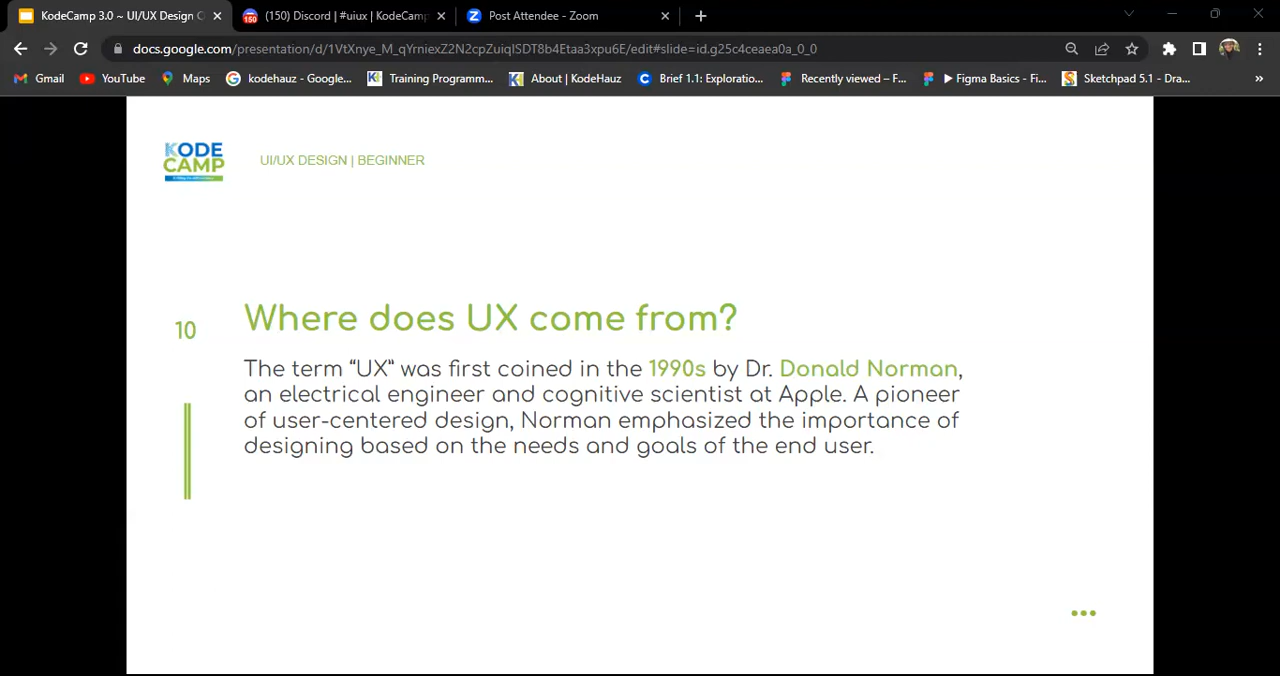 KodeCamp 3.0 ~ UI/UX Design C
(150) Discord | #uiux | KodeCamp
Post Attendee - Zoom
docs.google.com/presentation/d/1VtXnye_M_qYrniexZ2N2cpZuiqlSDT8b4Etaa3xpu6E/edit#slide=id.g25c4ceaea0a_0_0
Gmail
YouTube
Maps
kodehauz - Google...
Training Programm...
About | KodeHauz
Brief 1.1: Exploratio...
Recently viewed – F...
Figma Basics - Fi...
Sketchpad 5.1 - Dra...
KODE
CAMP
UI/UX DESIGN | BEGINNER
10
Where does UX come from?
The term “UX” was first coined in the 1990s by Dr. Donald Norman,
an electrical engineer and cognitive scientist at Apple. A pioneer
of user-centered design, Norman emphasized the importance of
designing based on the needs and goals of the end user.